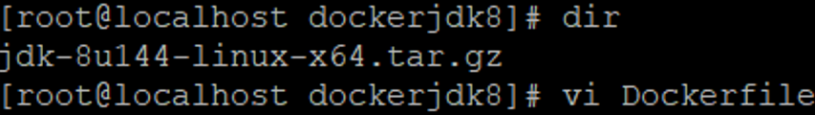 [root@localhost dockerjdk8]# dir
jdk-8u144-linux-x64.tar.gz
[root@localhost dockerjdk8]# vi Dockerfile